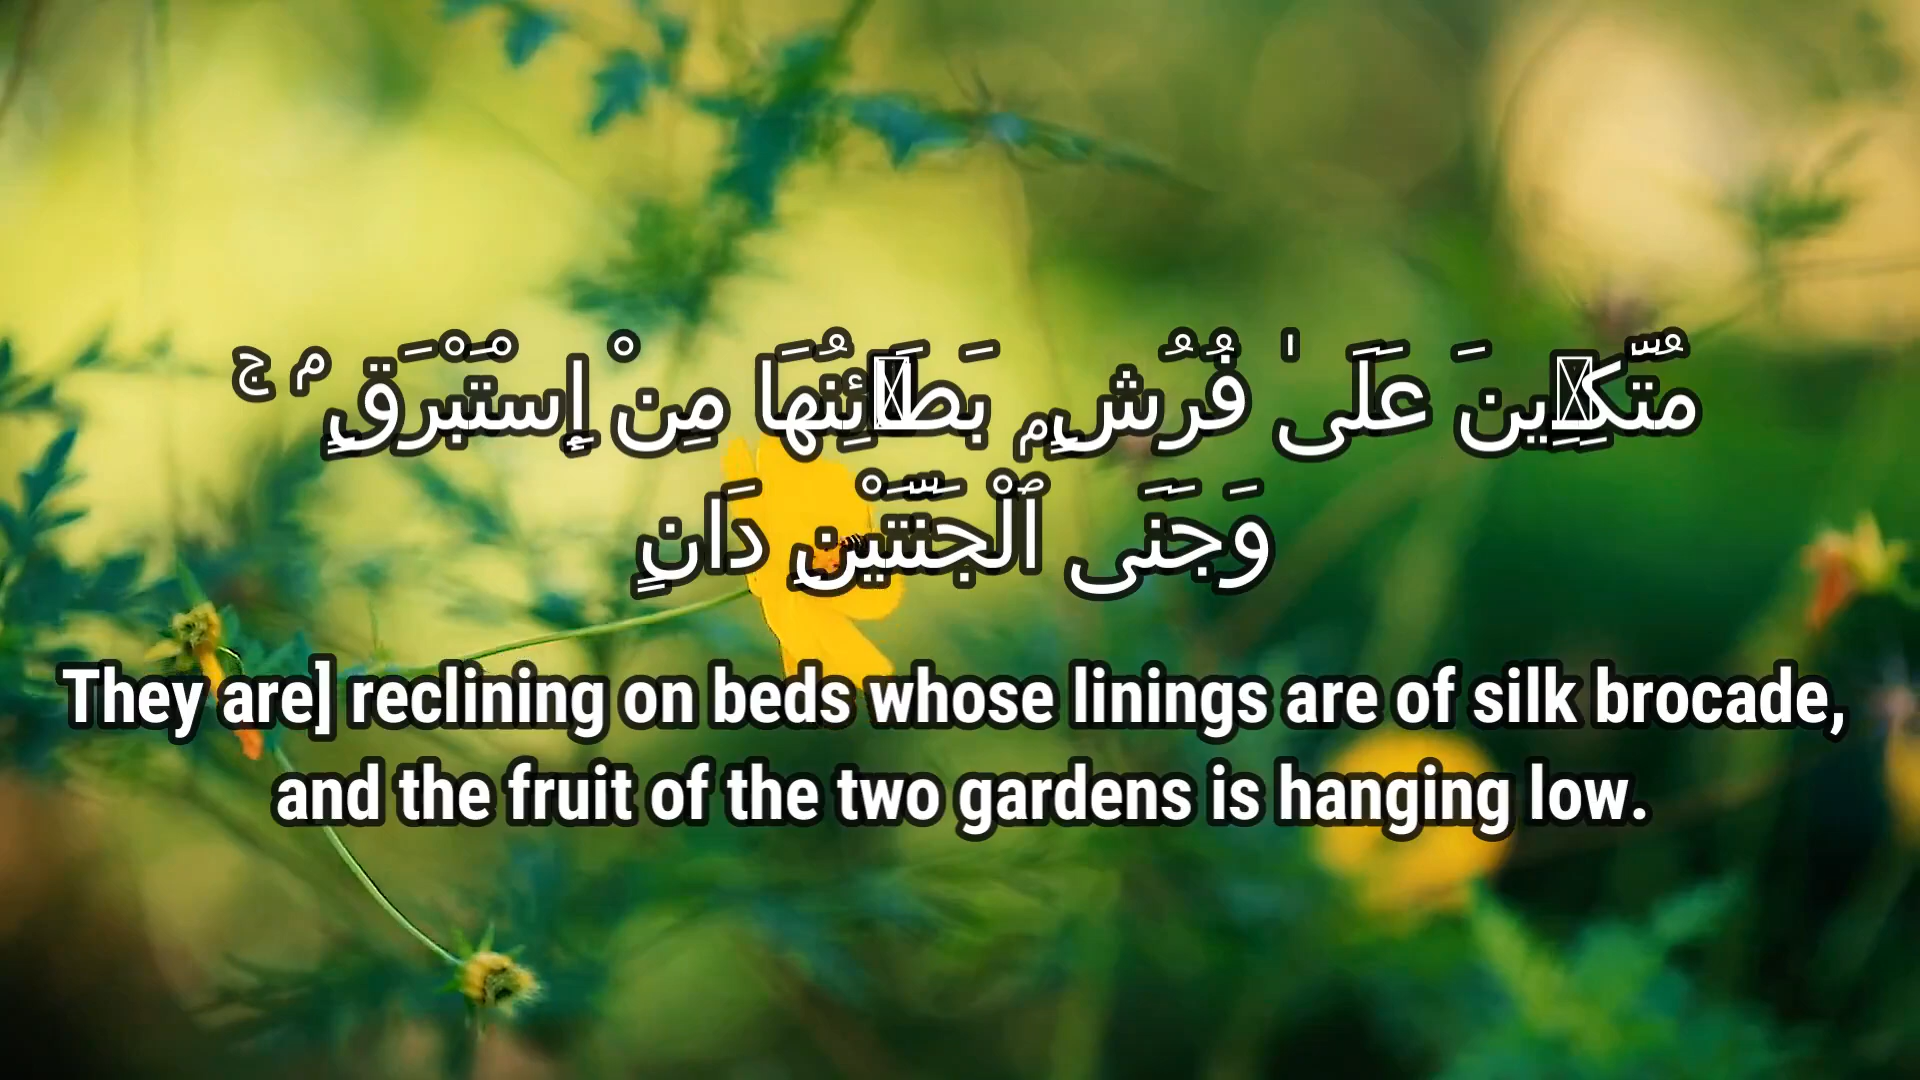 مُتَّكِـِٔينَ عَلَىٰ فُرُشٍۭ بَطَآئِنُهَا مِنْ إِسْتَبْرَقٍ ۢ ۚ
وَجَنَى ٱلْجَنَّتَيْنِ دَانٍ
They are] reclining on beds whose linings are of silk brocade,
and the fruit of the two gardens is hanging low.